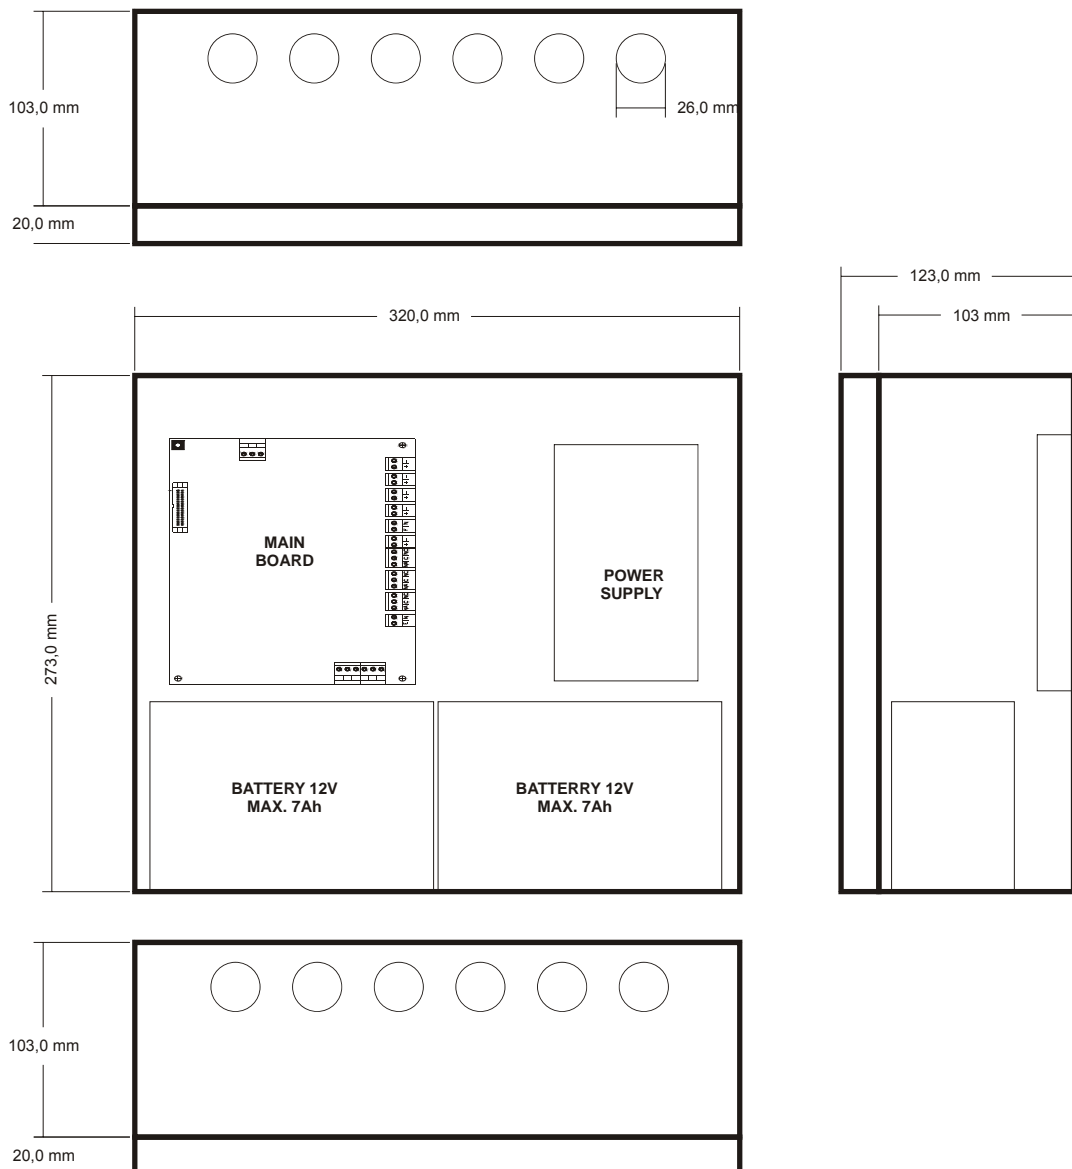 103,0 mm
26,0 mm
20,0 mm
123,0 mm
320,0 mm
103 mm
MAIN
BOARD
POWER
SUPPLY
273,0 mm
BATTERY 12V
MAX. 7Ah
BATTERRY 12V
MAX. 7Ah
103,0 mm
20,0 mm